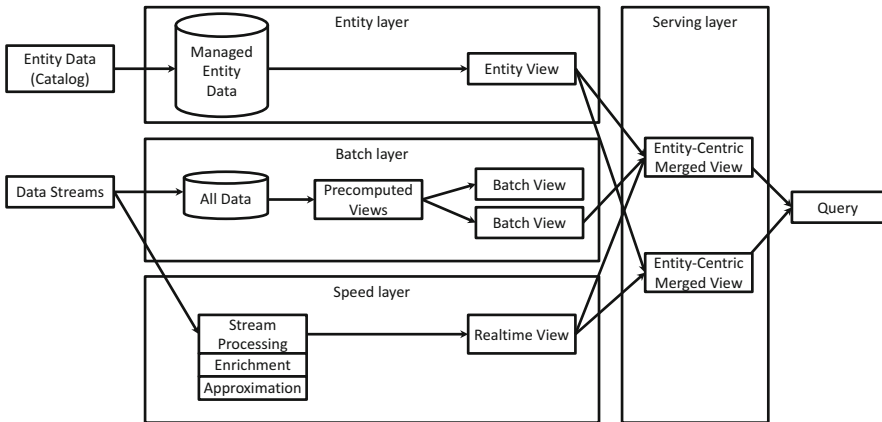 Entity layer
Serving layer
Entity Data
(Catalog)
Managed
Entity
Data
Entity View
Batch layer
Entity-Centric
Merged View
Data Streams
All Data
Precomputed
Views
Batch View
Batch View
Query
Entity-Centric
Merged View
Speed layer
Stream
Processing
Enrichment
Approximation
Realtime View